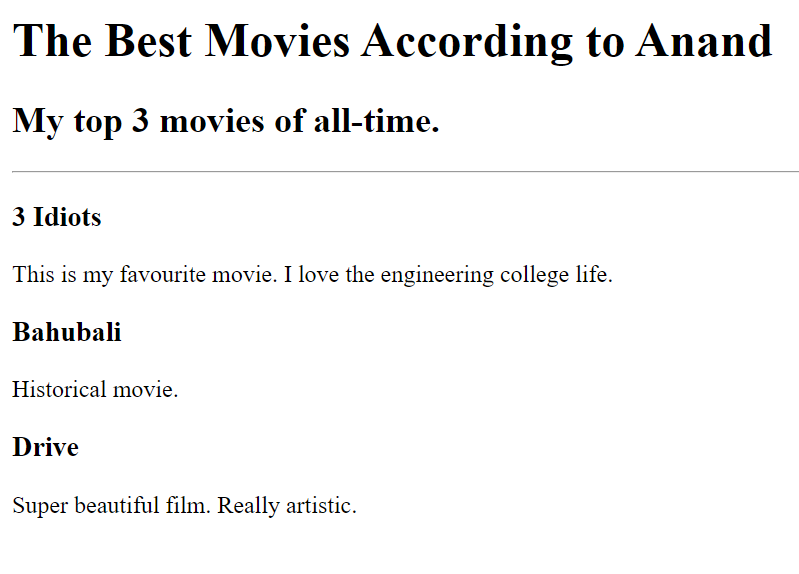 The Best Movies According to Anand
My top 3 movies of all-time.
3 Idiots
This is my favourite movie. I love the engineering college life.
Bahubali
Historical movie.
Drive
Super beautiful film. Really artistic.